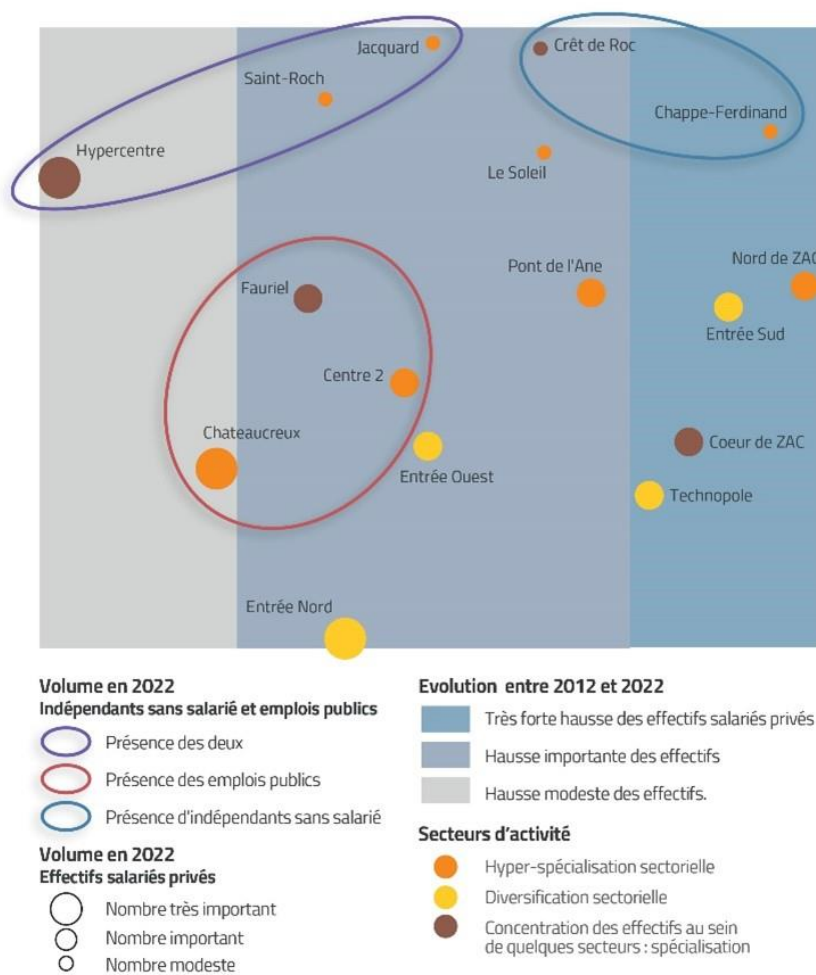 Jacquard
Crêt de Roc
Saint-Roch
Chappe-Ferdinand
Hypercentre
Le Soleil
Pont de l'Ane
Nord de ZAC
Fauriel
Entrée Sud
Centre 2
Chateaucreux
Coeur de ZAC
Entrée Ouest
Technopole
Entrée Nord
Volume en 2022
Indépendants sans salarié et emplois publics
Présence des deux
Présence des emplois publics
Présence d'indépendants sans salarié
Volume en 2022
Effectifs salariés privés
Nombre très important
Nombre important
Nombre modeste
Evolution entre 2012 et 2022
Très forte hausse des effectifs salariés privés
Hausse importante des effectifs
Hausse modeste des effectifs.
Secteurs d'activité
Hyper-spécialisation sectorielle
Diversification sectorielle
Concentration des effectifs au sein
de quelques secteurs : spécialisation